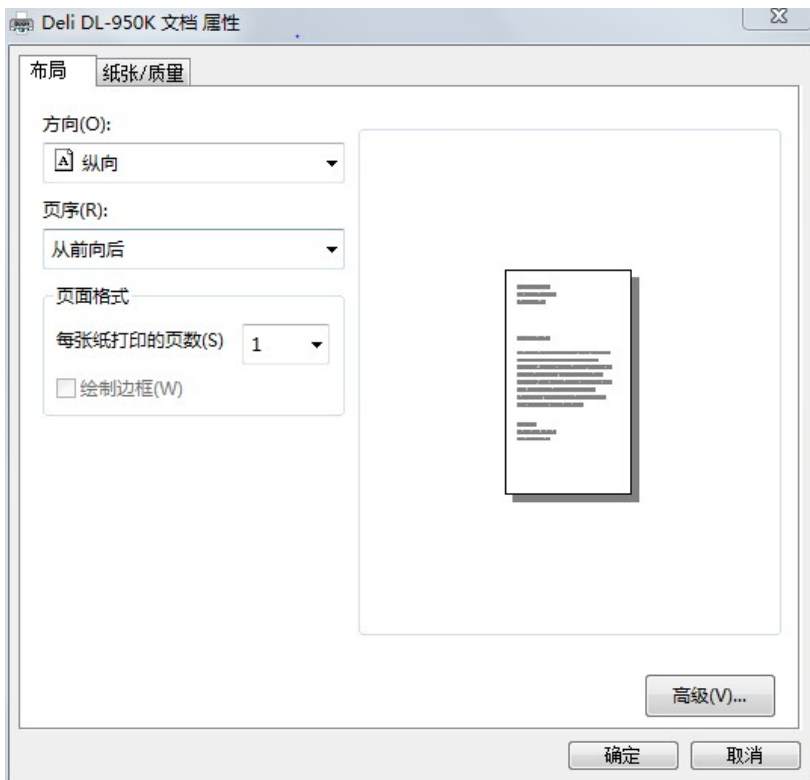 Deli DL-950K 文档 属性
布局
纸张/质量
方向(O):
A 纵向
页序(R):
从前向后
页面格式
每张纸打印的页数(S) 1
绘制边框(W)
高级(V)...
确定
取消